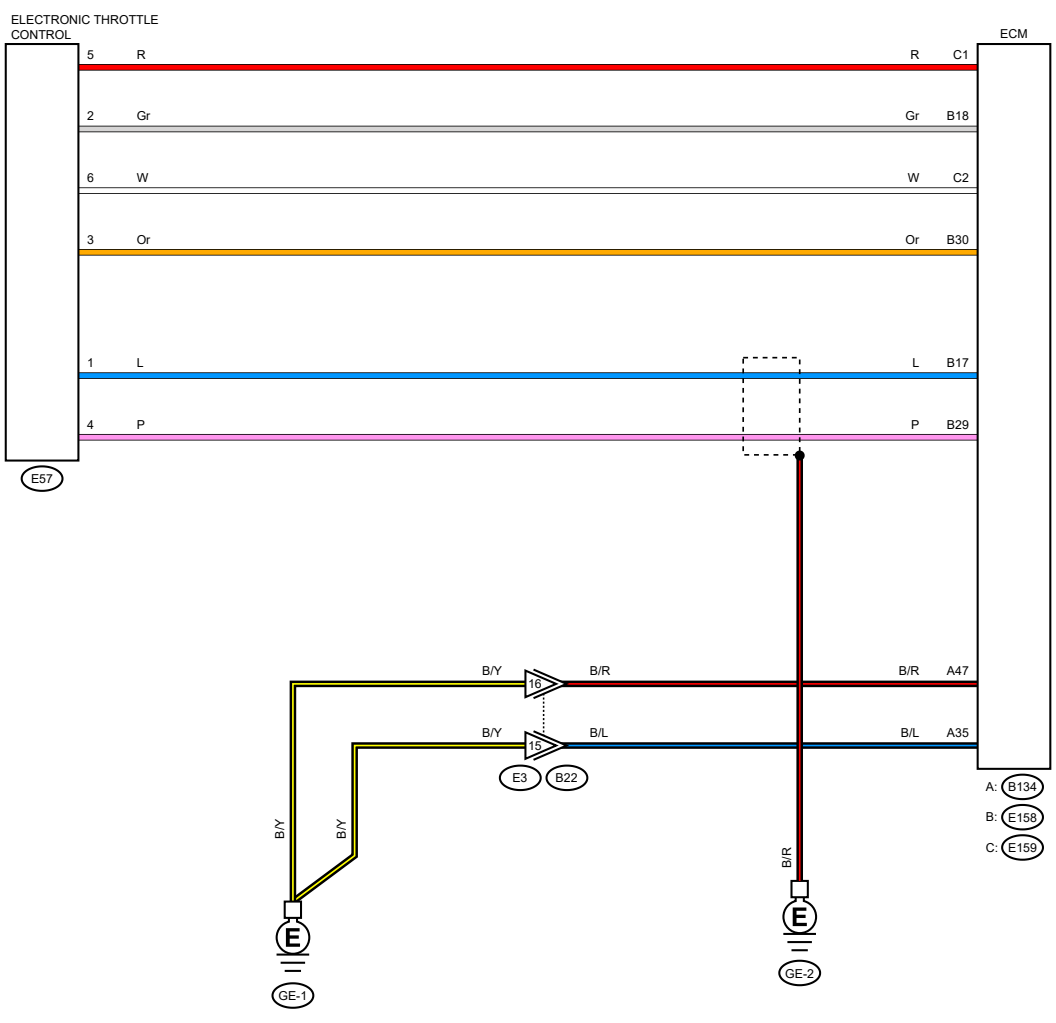 ELECTRONIC THROTTLE
CONTROL
ECM
5 R R C1
2 Gr Gr B18
6 W W C2
3 Or Or B30
1 L L B17
4 P P B29
E57
B/Y 16 B/R B/R A47
B/Y 15 B/L B/L A35
E3 B22
A: B134
B: E158
C: E159
B/Y B/Y B/R
E
E
GE-2
GE-1